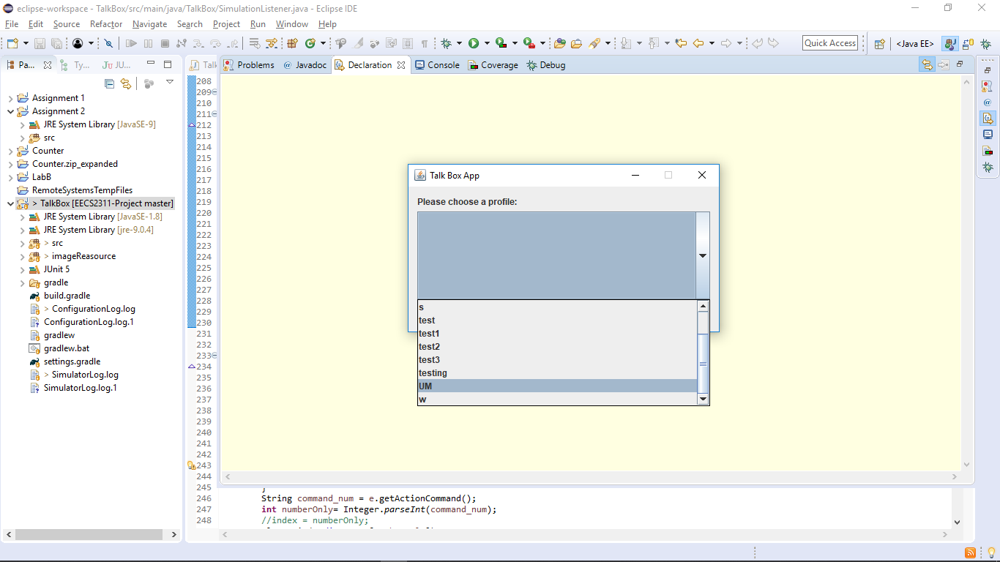 eclipse-workspace - TalkBox/src/main/java/TalkBox/SimulationListener.java - Eclipse IDE
File Edit Source Refactor Navigate Search Project Run Window Help
Quick Access
<Java EE>
Pa...
Ty...
JU...
Talk
Problems
@ Javadoc
Declaration
Console
Coverage
Debug
Assignment 1
Assignment 2
JRE System Library [JavaSE-9]
src
Counter
Counter.zip_expanded
LabB
RemoteSystemsTempFiles
> TalkBox [EECS2311-Project master]
JRE System Library [JavaSE-1.8]
JRE System Library [jre-9.0.4]
> src
> imageReasource
JUnit 5
gradle
build.gradle
> ConfigurationLog.log
ConfigurationLog.log.1
gradlew
gradlew.bat
settings.gradle
> SimulatorLog.log
SimulatorLog.log.1
208
209
210
211
212
213
214
215
216
217
218
219
220
221
222
223
224
225
226
227
228
229
230
231
232
233
234
235
236
237
238
239
240
241
242
243
244
245 }
246 String command_num = e.getActionCommand();
247 int numberOnly= Integer.parseInt(command_num);
248 //index = numberOnly;
Talk Box App
Please choose a profile:
s
test
test1
test2
test3
testing
UM
w